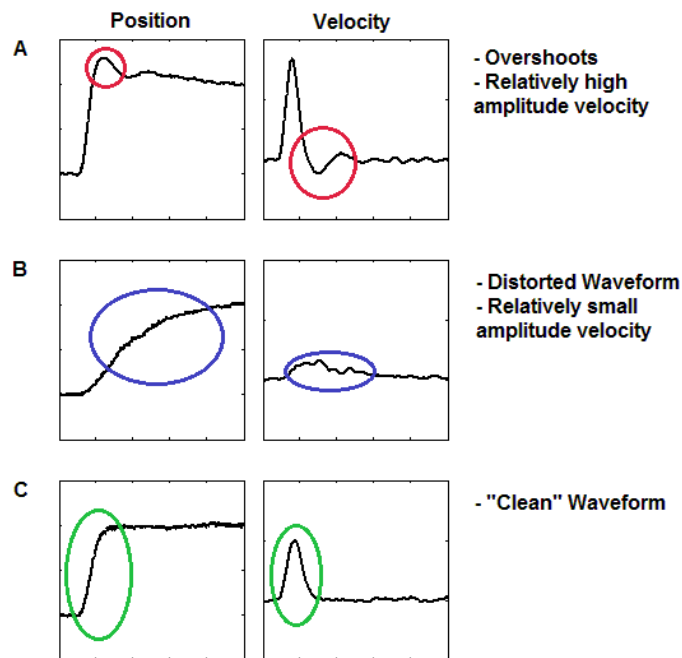 Position
Velocity
A
- Overshoots
- Relatively high
amplitude velocity
B
- Distorted Waveform
- Relatively small
amplitude velocity
C
- "Clean" Waveform